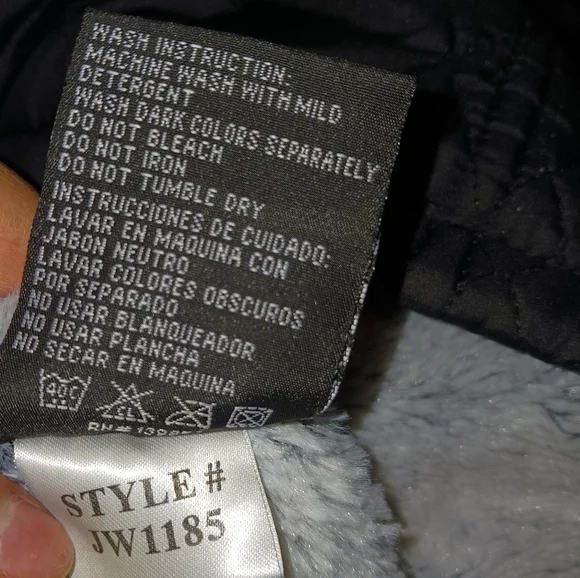 WASH INSTRUCTION:
MACHINE WASH WITH MILD
DETERGENT
WASH DARK COLORS SEPARATELY
DO NOT BLEACH
DO NOT IRON
DO NOT TUMBLE DRY
INSTRUCCIONES DE CUIDADO:
LAVAR EN MAQUINA CON
JABON NEUTRO
LAVAR COLORES OBSCUROS
POR SEPARADO
NO USAR BLANQUEADOR
NO USAR PLANCHA
NO SECAR EN MAQUINA
40C CL
STYLE #
JW1185